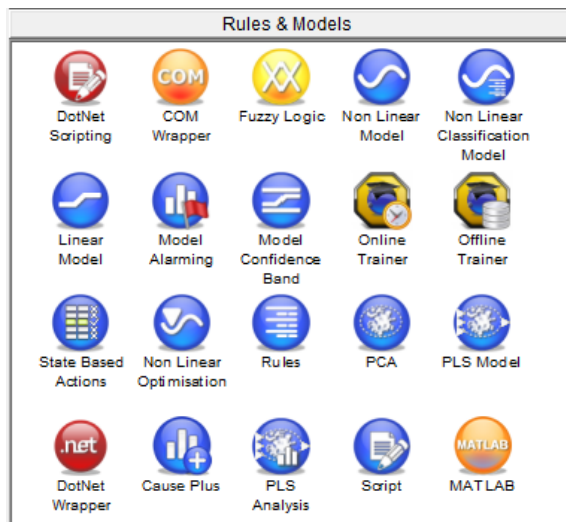 Rules & Models
COM
DotNet Scripting
COM Wrapper
Fuzzy Logic
Non Linear Model
Non Linear Classification Model
Linear Model
Model Alarming
Model Confidence Band
Online Trainer
Offline Trainer
State Based Actions
Non Linear Optimisation
Rules
PCA
PLS Model
.net
MATLAB
DotNet Wrapper
Cause Plus
PLS Analysis
Script
MATLAB